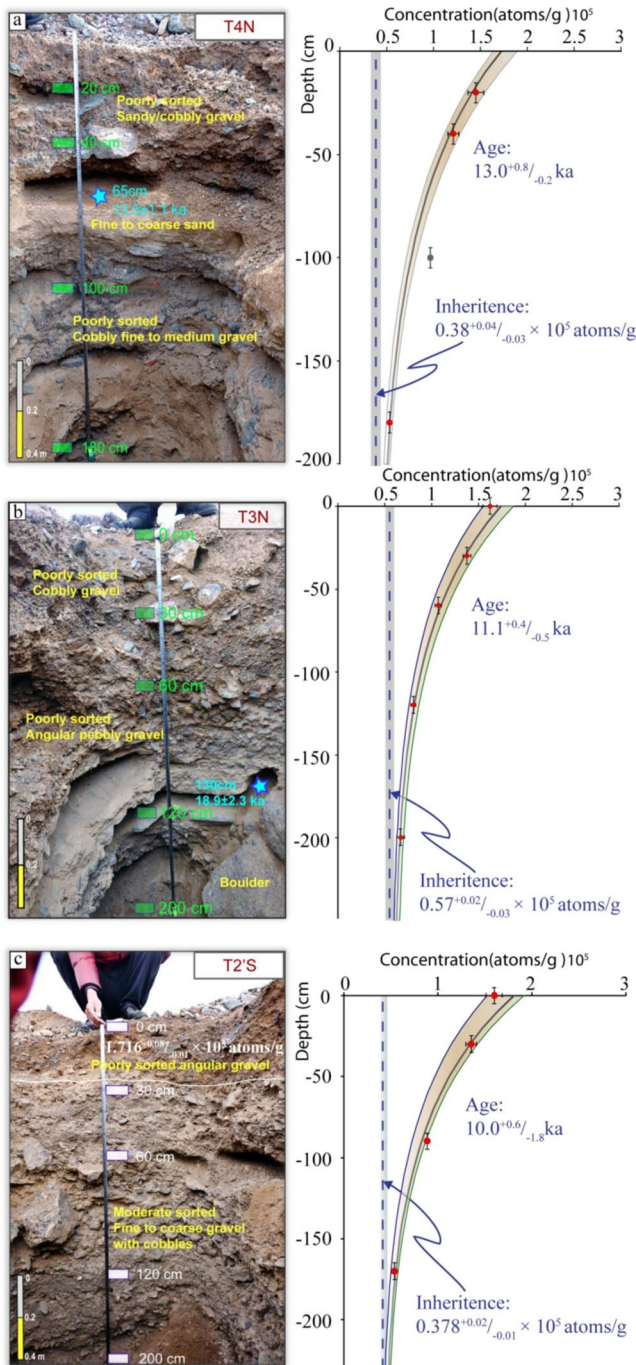 a
T4N
20 cm
Poorly sorted
Sandy/cobbly gravel
40 cm
65cm
13.5±1.1 ka
Fine to coarse sand
100 cm
Poorly sorted
Cobbly fine to medium gravel
180 cm
0
0.2
0.4 m
Concentration(atoms/g )10⁵
0.5 1 1.5 2 2.5 3
Depth (cm
0
-50
-100
-150
-200
Age:
13.0+0.8/-0.2 ka
Inheritence:
0.38+0.04/-0.03 × 10⁵ atoms/g
b
T3N
0 cm
Poorly sorted
Cobbly gravel
30 cm
60 cm
Poorly sorted
Angular pebbly gravel
130cm
18.9±2.3 ka
120 cm
Boulder
200 cm
0
0.2
Concentration(atoms/g )10⁵
0.5 1 1.5 2 2.5 3
Depth (cm
0
-50
-100
-150
-200
Age:
11.1+0.4/-0.5 ka
Inheritence:
0.57+0.02/-0.03 × 10⁵ atoms/g
c
T2'S
0 cm
atoms/g
Poorly sorted angular gravel
30 cm
60 cm
Moderate sorted
Fine to coarse gravel
with cobbles
120 cm
200 cm
0
0.2
0.4 m
Concentration(atoms/g )10⁵
0 1 2 3
Depth (cm
0
-50
-100
-150
-200
Age:
10.0+0.6/-1.8 ka
Inheritence:
0.378+0.02/-0.01 × 10⁵ atoms/g